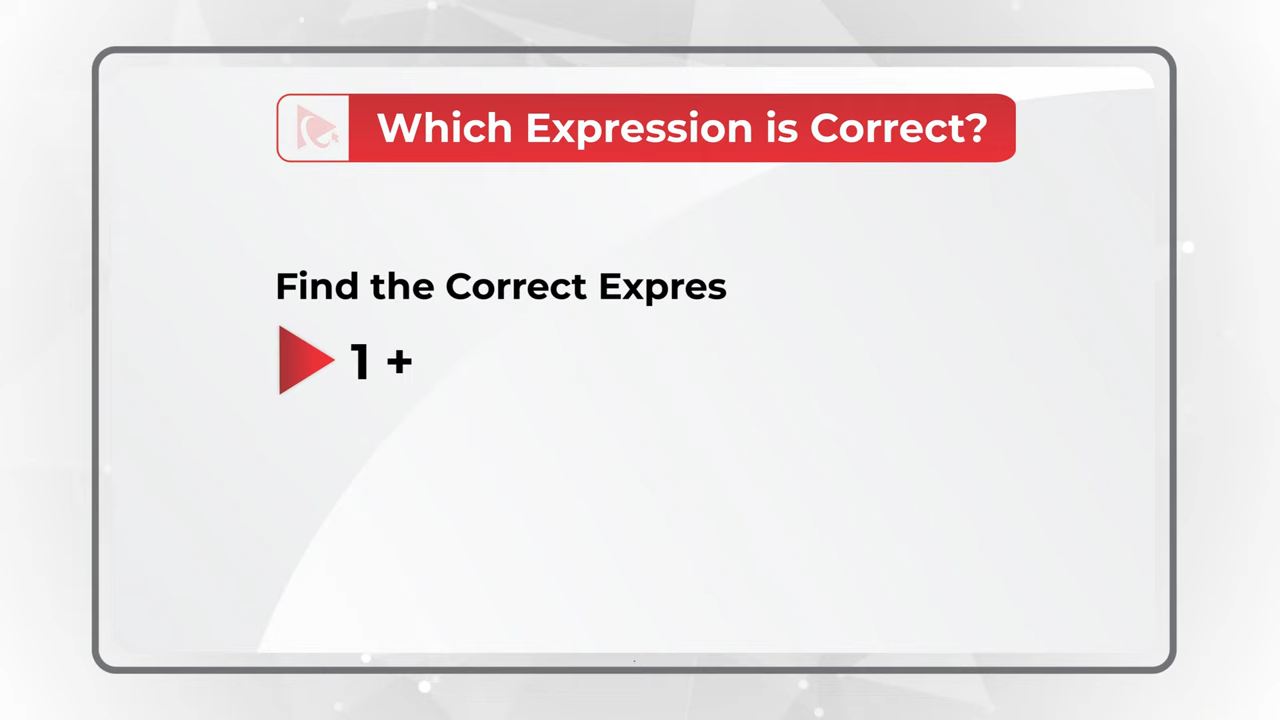 Which Expression is Correct?
Find the Correct Expres
1 +